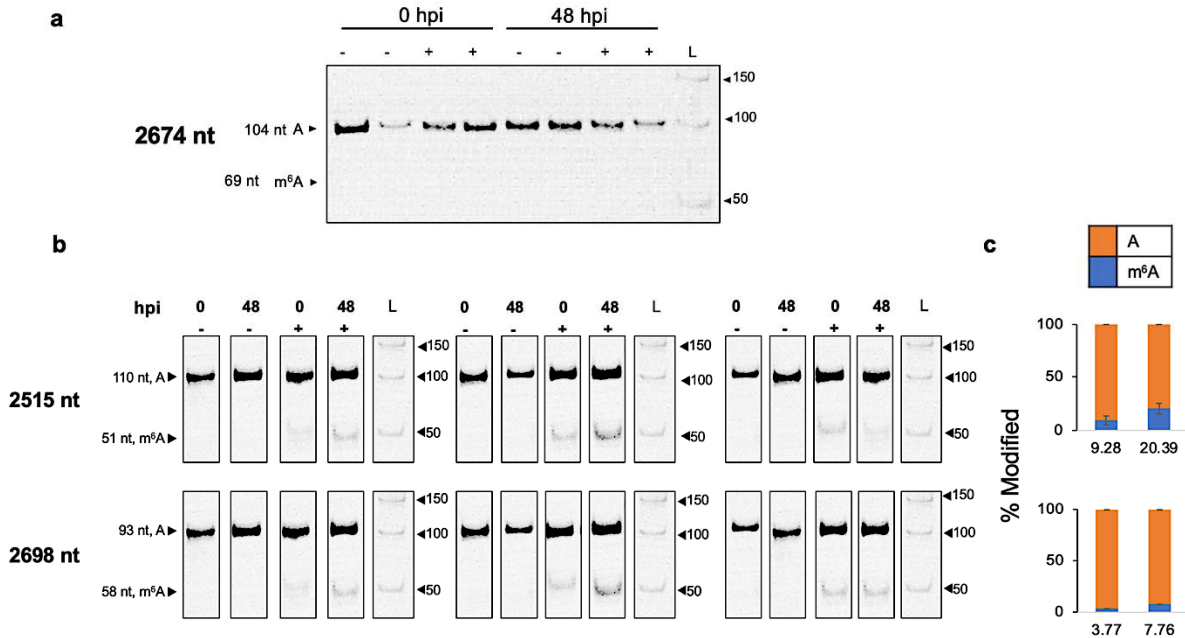 a
0 hpi 48 hpi
- - + + - - + + L
150
100
50
2674 nt
104 nt A
69 nt m⁶A
b
hpi 0 48 0 48 L 0 48 0 48 L 0 48 0 48 L
- - + + - - + + - - + +
2515 nt
110 nt, A
51 nt, m⁶A
150 150 150
100 100 100
50 50 50
2698 nt
93 nt, A
58 nt, m⁶A
150 150 150
100 100 100
50 50 50
c
A
m⁶A
% Modified
100
50
0
9.28 20.39
100
50
0
3.77 7.76